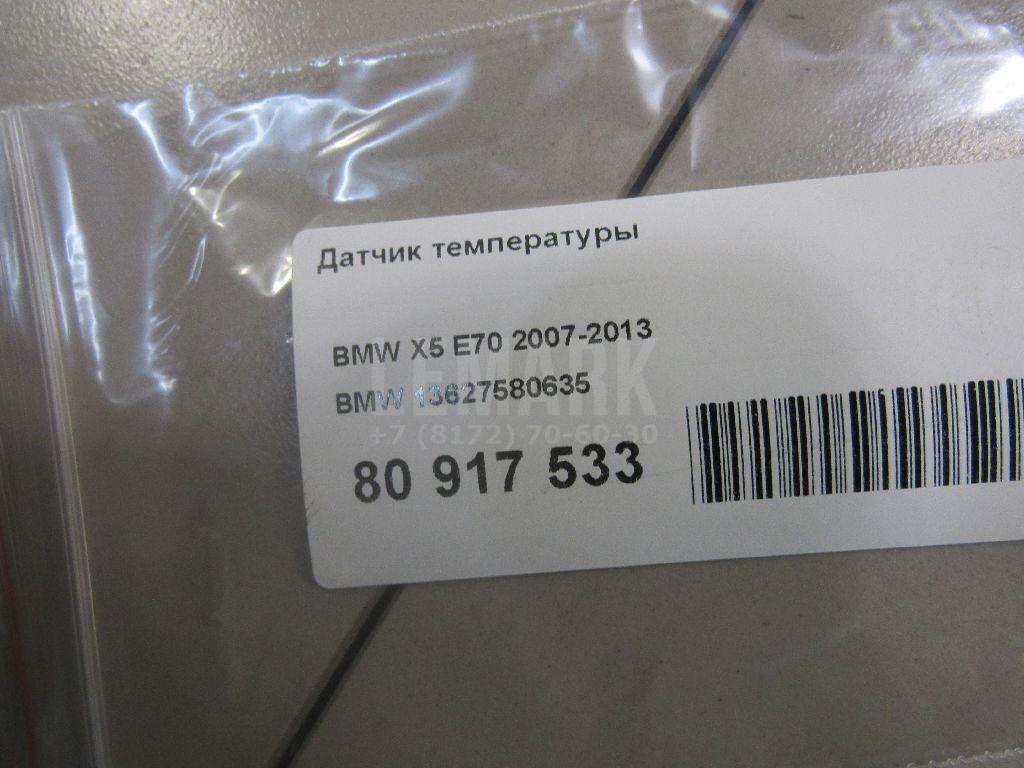 Датчик температуры
BMW X5 E70 2007-2013
BMW 13627580635
LEMARK
+7 (8172) 70-60-30
80 917 533